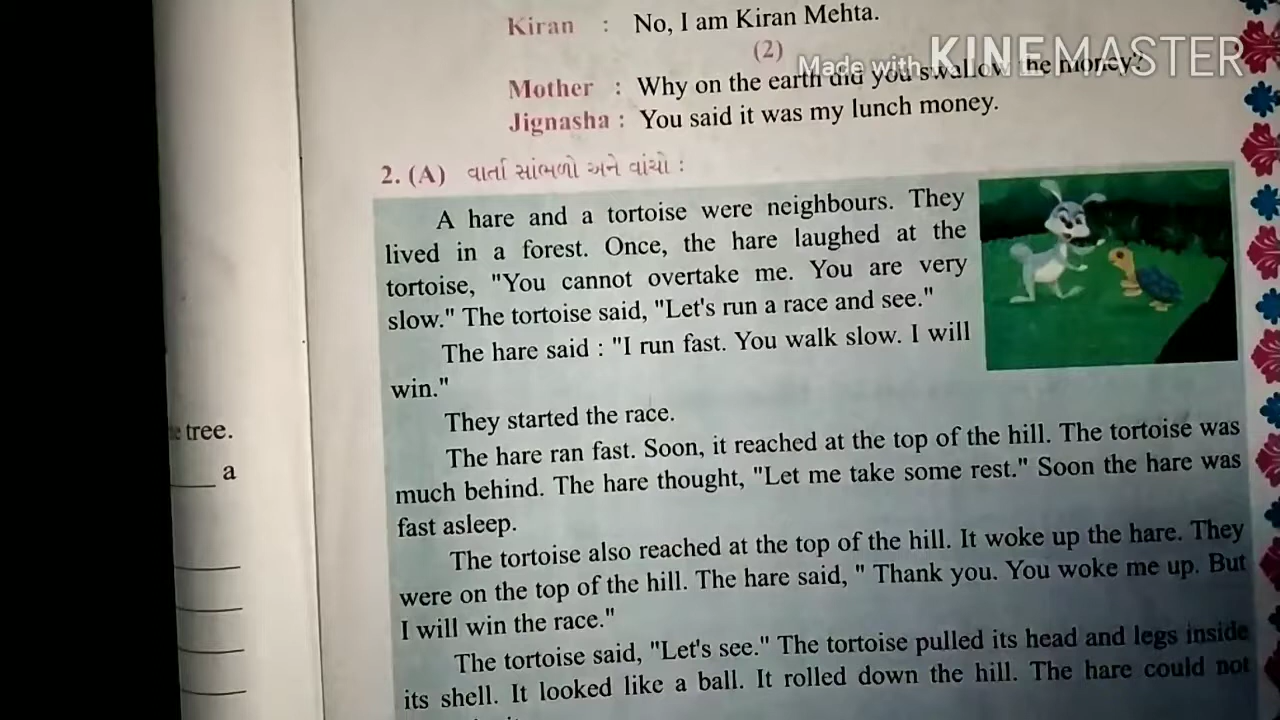 Kiran : No, I am Kiran Mehta.
(2)
Made with KINEMASTER
Mother : Why on the earth did you swallow the money?
Jignasha : You said it was my lunch money.
2. (A) વાર્તા સાંભળો અને વાંચો :
A hare and a tortoise were neighbours. They
lived in a forest. Once, the hare laughed at the
tortoise, "You cannot overtake me. You are very
slow." The tortoise said, "Let's run a race and see."
The hare said : "I run fast. You walk slow. I will
win."
They started the race.
The hare ran fast. Soon, it reached at the top of the hill. The tortoise was
much behind. The hare thought, "Let me take some rest." Soon the hare was
fast asleep.
The tortoise also reached at the top of the hill. It woke up the hare. They
were on the top of the hill. The hare said, " Thank you. You woke me up. But
I will win the race."
The tortoise said, "Let's see." The tortoise pulled its head and legs inside
its shell. It looked like a ball. It rolled down the hill. The hare could not
tree.
a